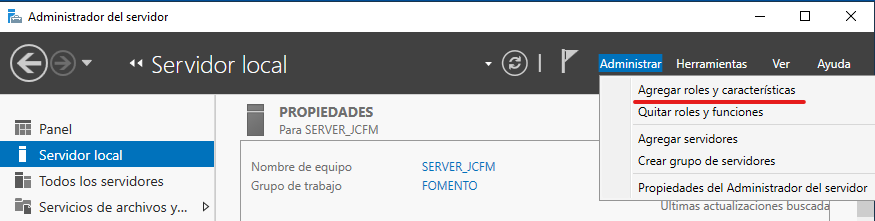 Administrador del servidor
Servidor local
Administrar Herramientas Ver Ayuda
Agregar roles y características
Quitar roles y funciones
Agregar servidores
Crear grupo de servidores
Propiedades del Administrador del servidor
Panel
Servidor local
Todos los servidores
Servicios de archivos y...
PROPIEDADES
Para SERVER_JCFM
Nombre de equipo SERVER_JCFM
Grupo de trabajo FOMENTO
Últimas actualizaciones buscada